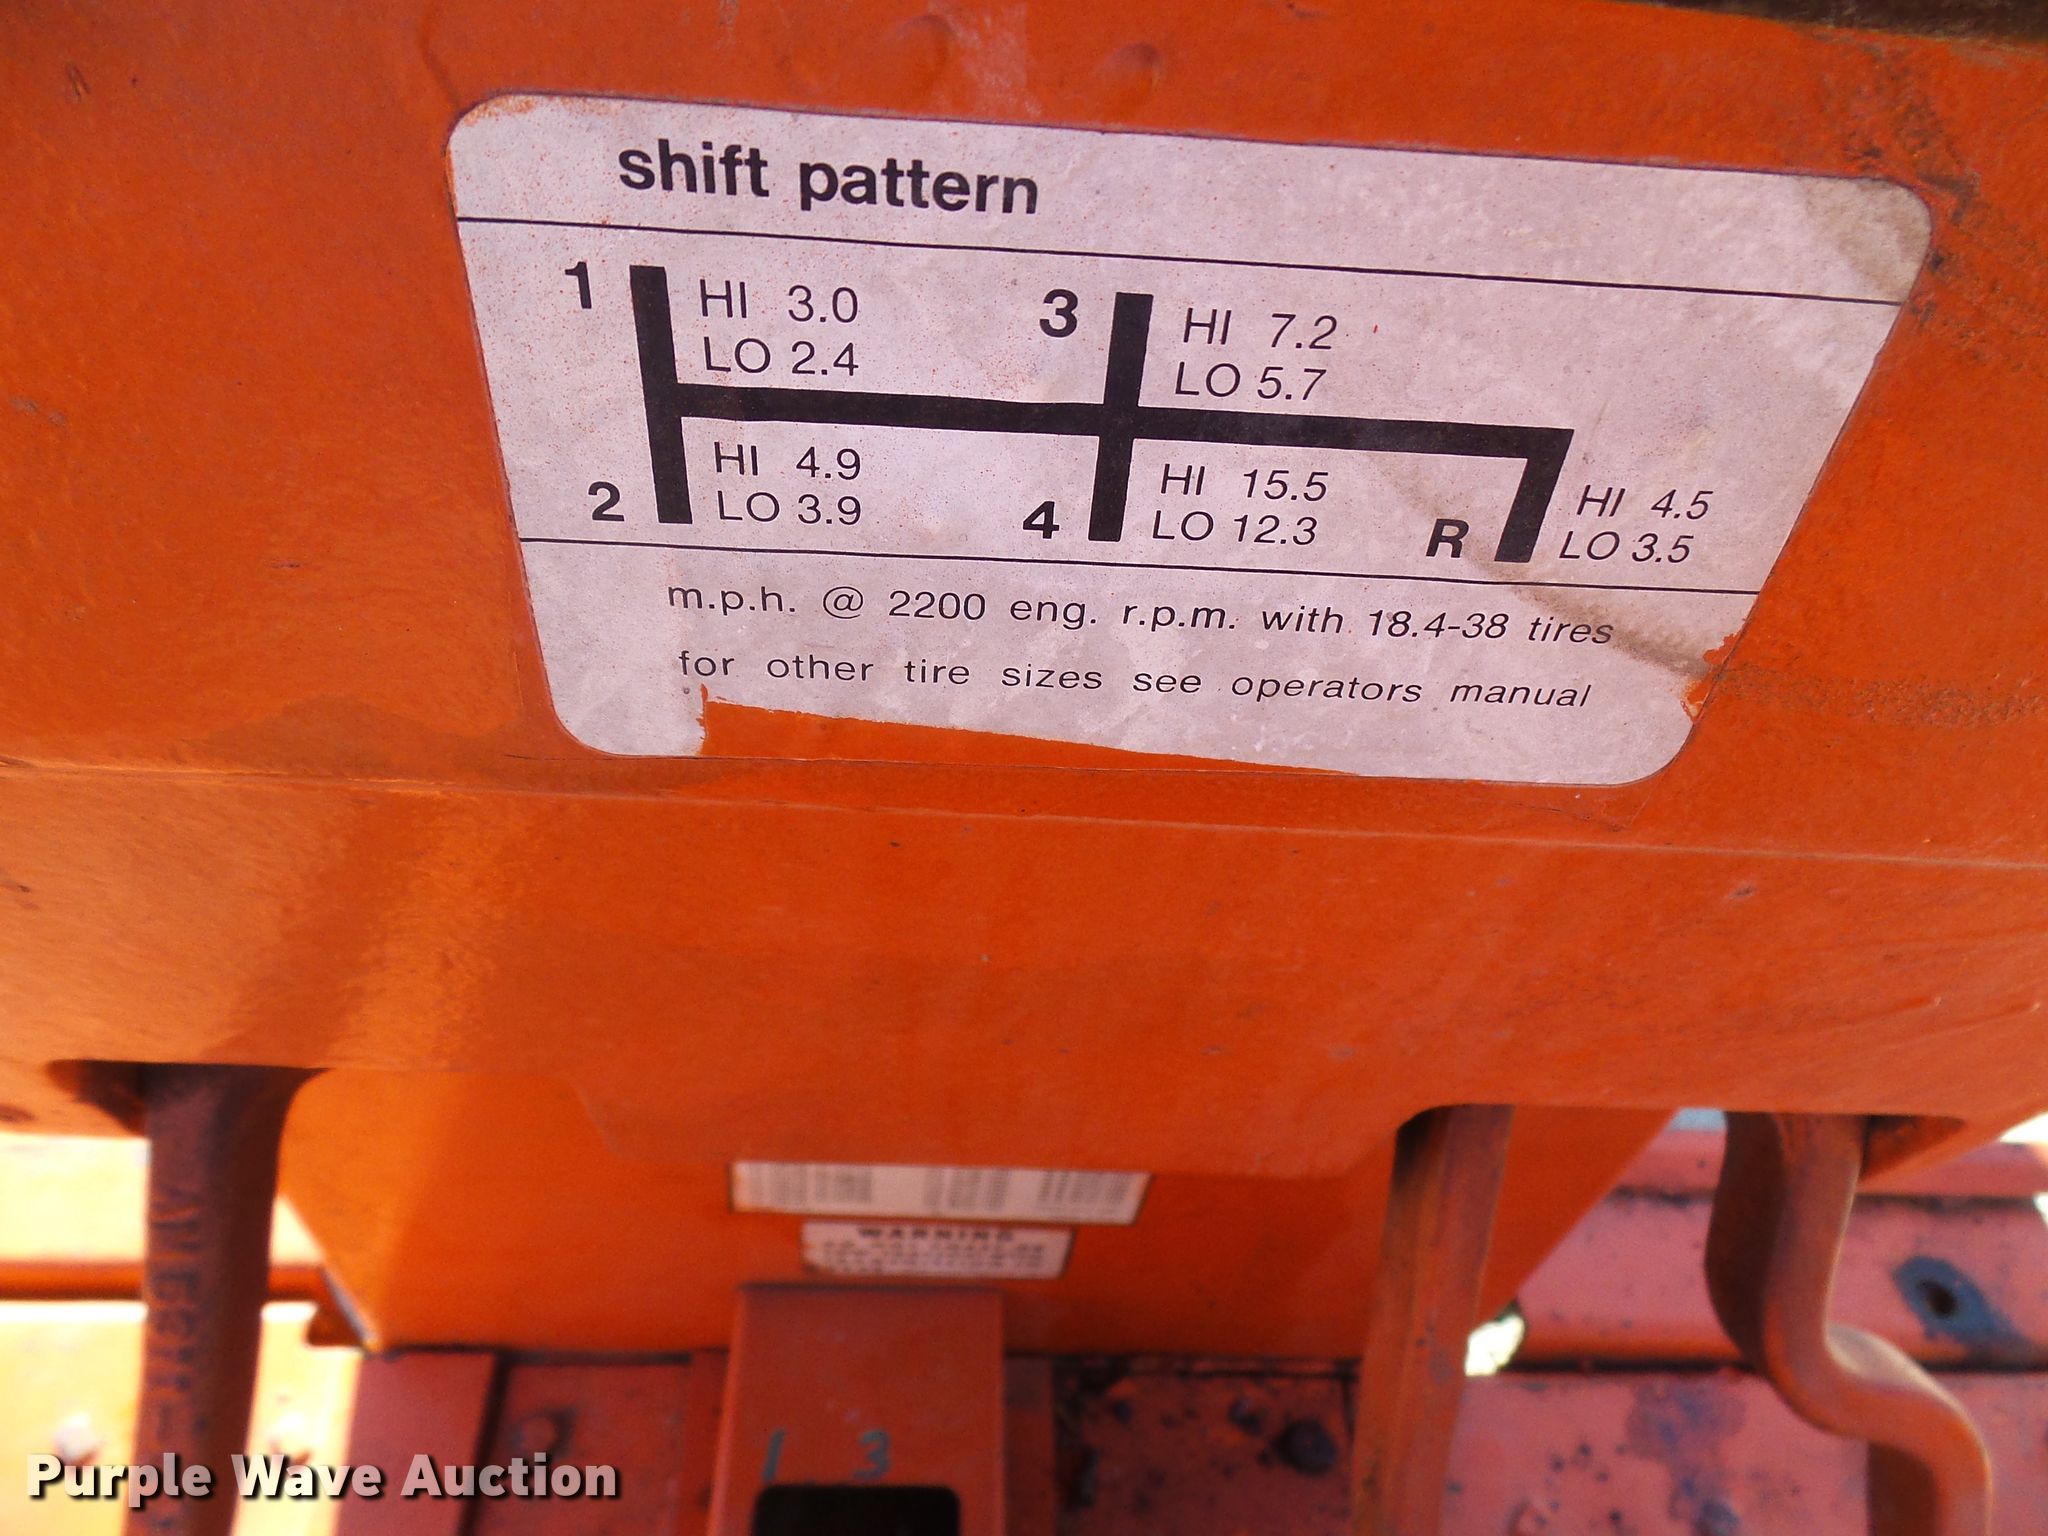 shift pattern
1 HI 3.0 3 HI 7.2
LO 2.4 LO 5.7
HI 4.9 HI 15.5 HI 4.5
2 LO 3.9 4 LO 12.3 R LO 3.5
m.p.h. @ 2200 eng. r.p.m. with 18.4-38 tires
for other tire sizes see operators manual
WARNING
1 3
Purple Wave Auction